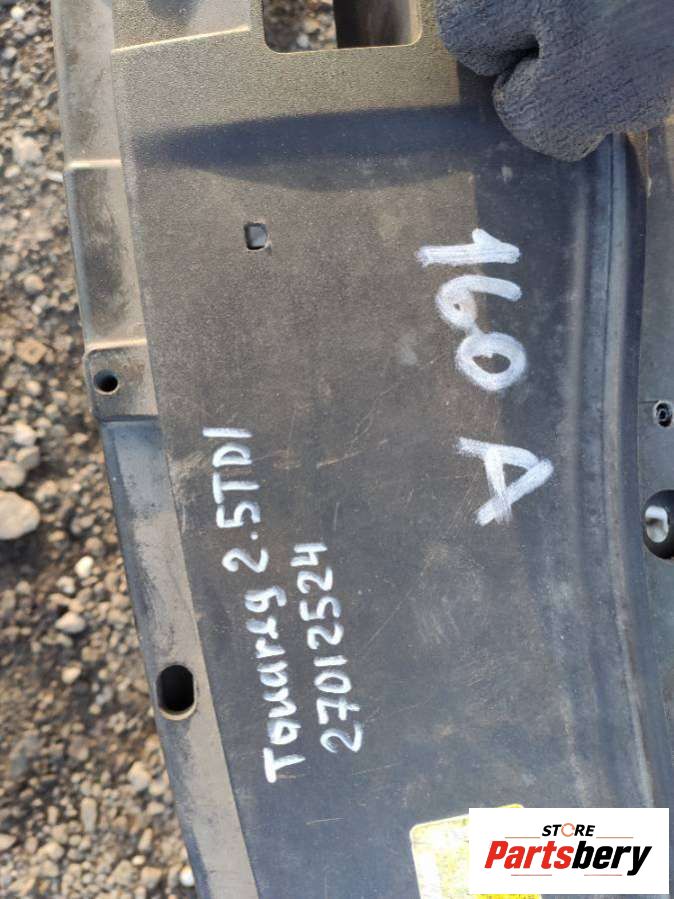 160 A
Touareg 2.5TDI
27012524
STORE
Partsbery